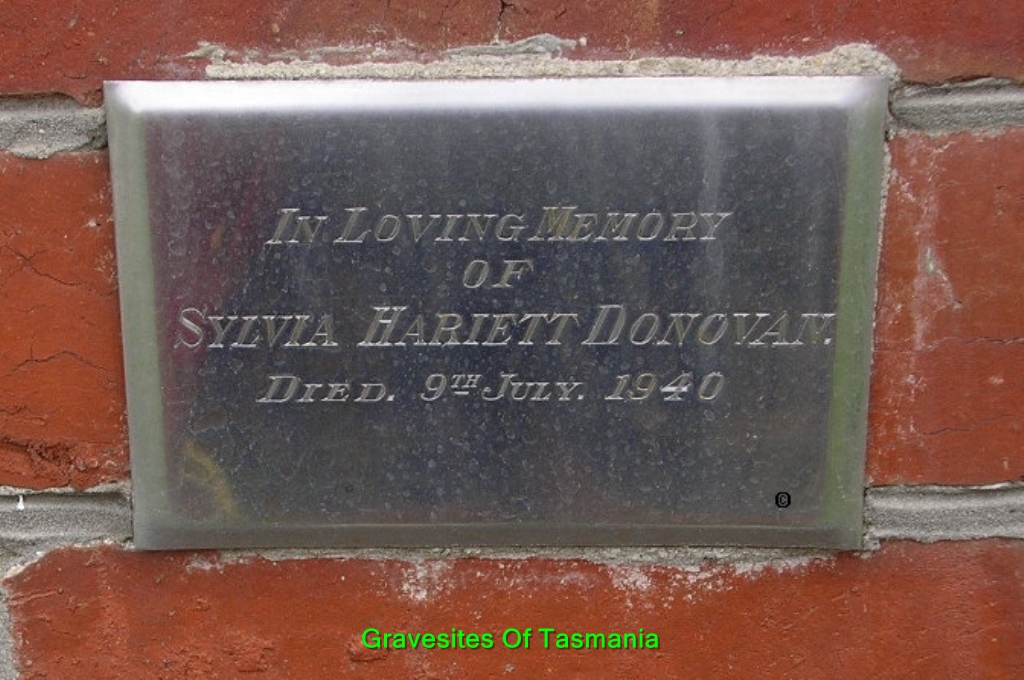 In Loving Memory
OF
Sylvia Hariett Donovan.
Died. 9TH July. 1940
©
Gravesites Of Tasmania